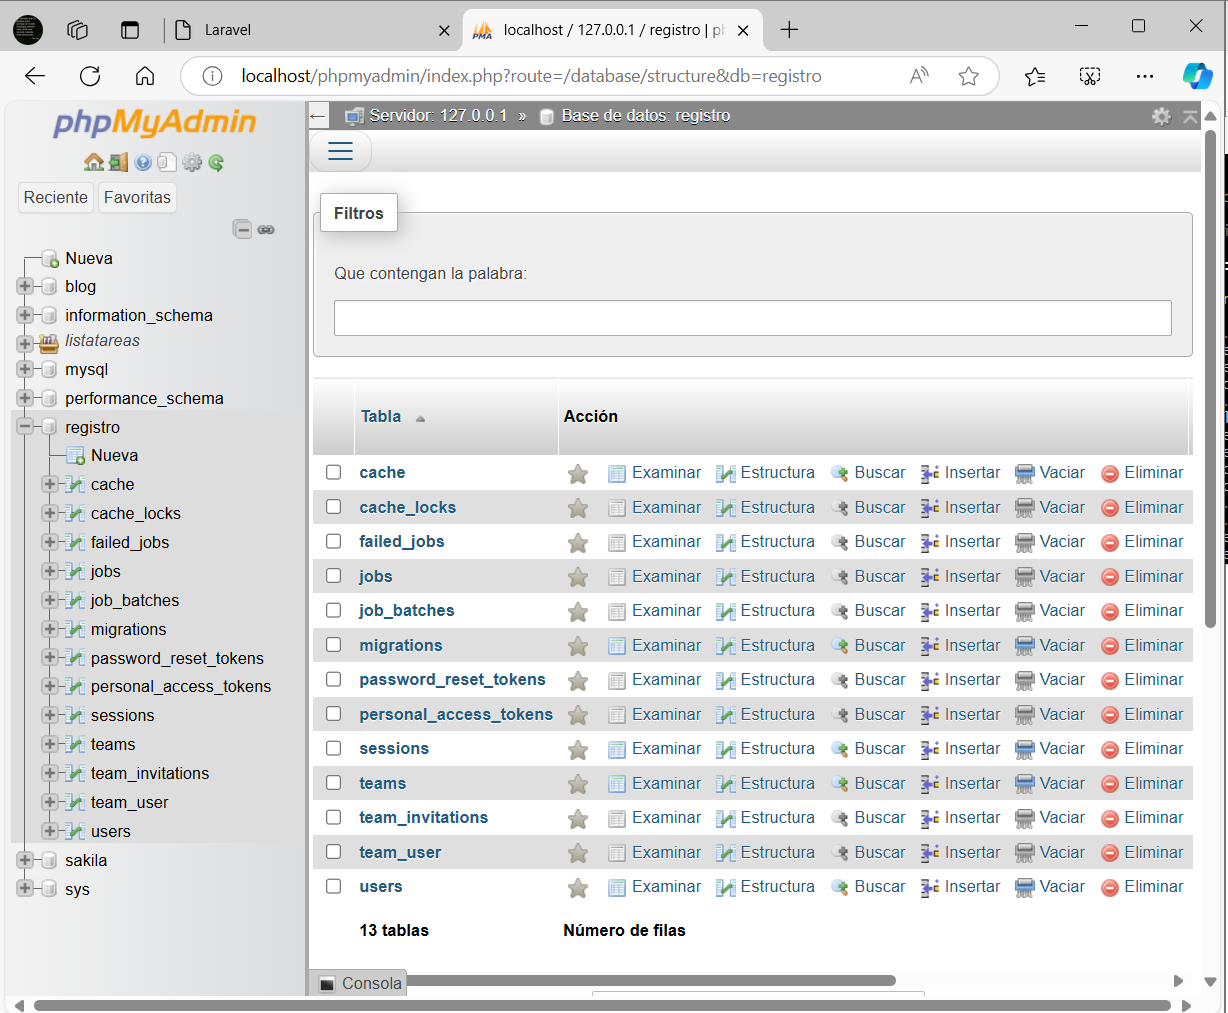 Laravel
localhost / 127.0.0.1 / registro | ph
localhost/phpmyadmin/index.php?route=/database/structure&db=registro
phpMyAdmin
Reciente
Favoritas
Nueva
blog
information_schema
listatareas
mysql
performance_schema
registro
Nueva
cache
cache_locks
failed_jobs
jobs
job_batches
migrations
password_reset_tokens
personal_access_tokens
sessions
teams
team_invitations
team_user
users
sakila
sys
Servidor: 127.0.0.1 » Base de datos: registro
Filtros
Que contengan la palabra:
Tabla Acción
cache Examinar Estructura Buscar Insertar Vaciar Eliminar
cache_locks Examinar Estructura Buscar Insertar Vaciar Eliminar
failed_jobs Examinar Estructura Buscar Insertar Vaciar Eliminar
jobs Examinar Estructura Buscar Insertar Vaciar Eliminar
job_batches Examinar Estructura Buscar Insertar Vaciar Eliminar
migrations Examinar Estructura Buscar Insertar Vaciar Eliminar
password_reset_tokens Examinar Estructura Buscar Insertar Vaciar Eliminar
personal_access_tokens Examinar Estructura Buscar Insertar Vaciar Eliminar
sessions Examinar Estructura Buscar Insertar Vaciar Eliminar
teams Examinar Estructura Buscar Insertar Vaciar Eliminar
team_invitations Examinar Estructura Buscar Insertar Vaciar Eliminar
team_user Examinar Estructura Buscar Insertar Vaciar Eliminar
users Examinar Estructura Buscar Insertar Vaciar Eliminar
13 tablas Número de filas
Consola